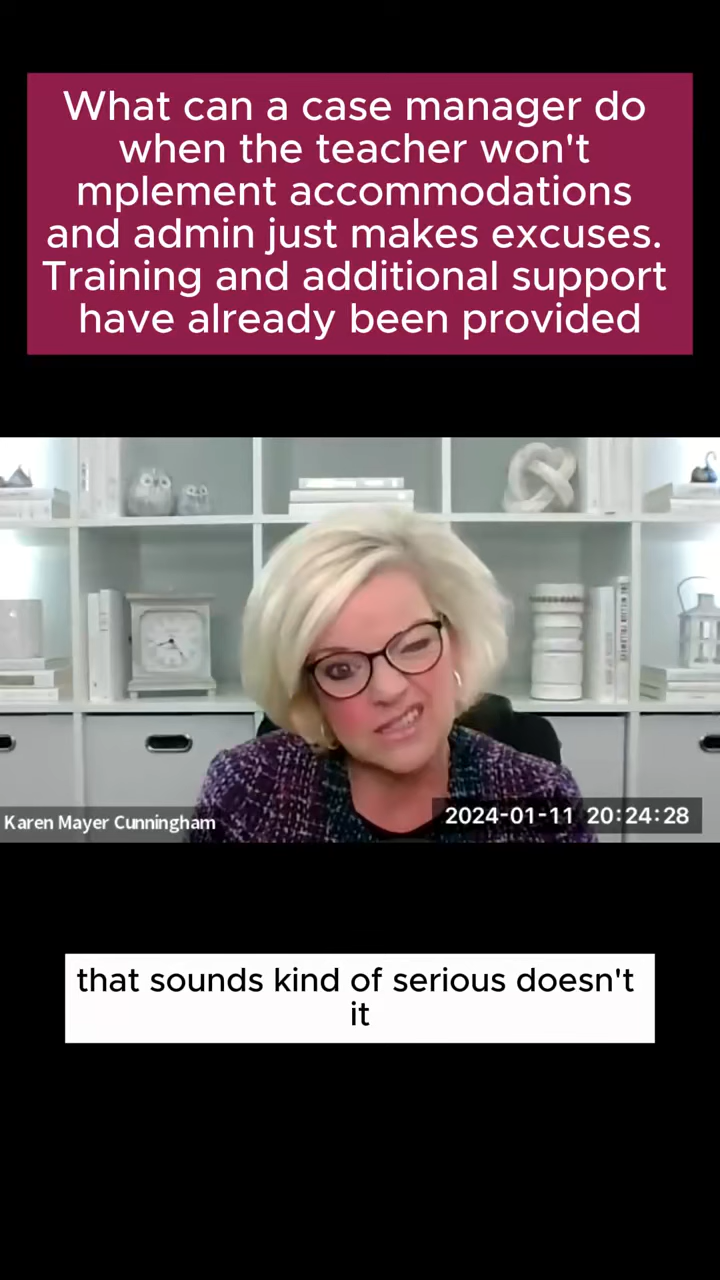 What can a case manager do
when the teacher won't
mplement accommodations
and admin just makes excuses.
Training and additional support
have already been provided
Karen Mayer Cunningham
2024-01-11 20:24:28
that sounds kind of serious doesn't
it